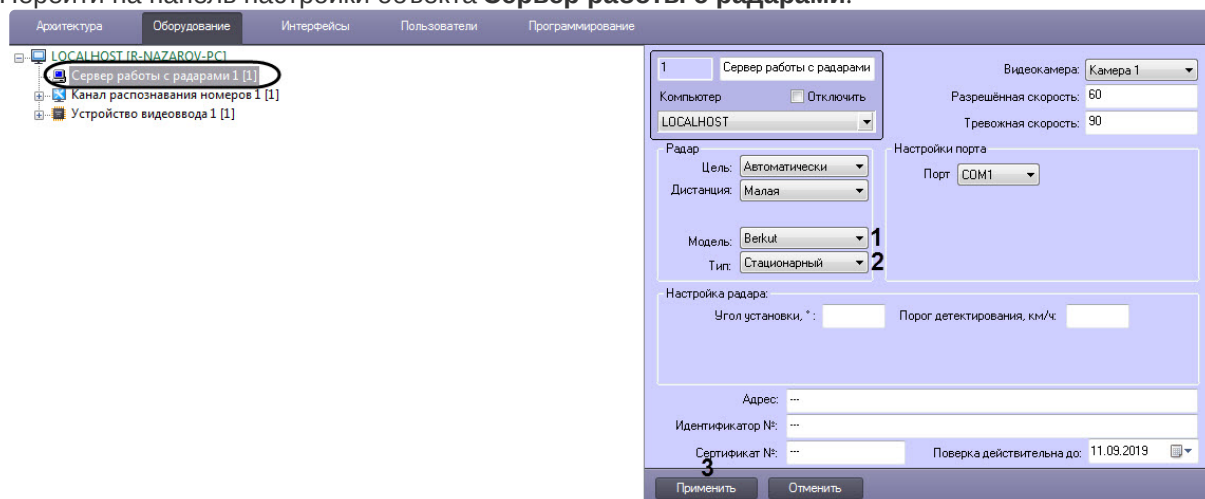 Перейти на панель настройки объекта Сервер работы с радарами.
Архитектура Оборудование Интерфейсы Пользователи Программирование
LOCALHOST [R-NAZAROV-PC]
Сервер работы с радарами 1 [1]
Канал распознавания номеров 1 [1]
Устройство видеоввода 1 [1]
1 Сервер работы с радарами
Компьютер Отключить
LOCALHOST
Видеокамера: Камера 1
Разрешённая скорость: 60
Тревожная скорость: 90
Радар
Цель: Автоматически
Дистанция: Малая
Модель: Berkut 1
Тип: Стационарный 2
Настройки порта
Порт COM1
Настройка радара:
Угол установки, ° : Порог детектирования, км/ч:
Адрес: ---
Идентификатор №: ---
Сертификат №: --- Поверка действительна до: 11.09.2019
3
Применить Отменить